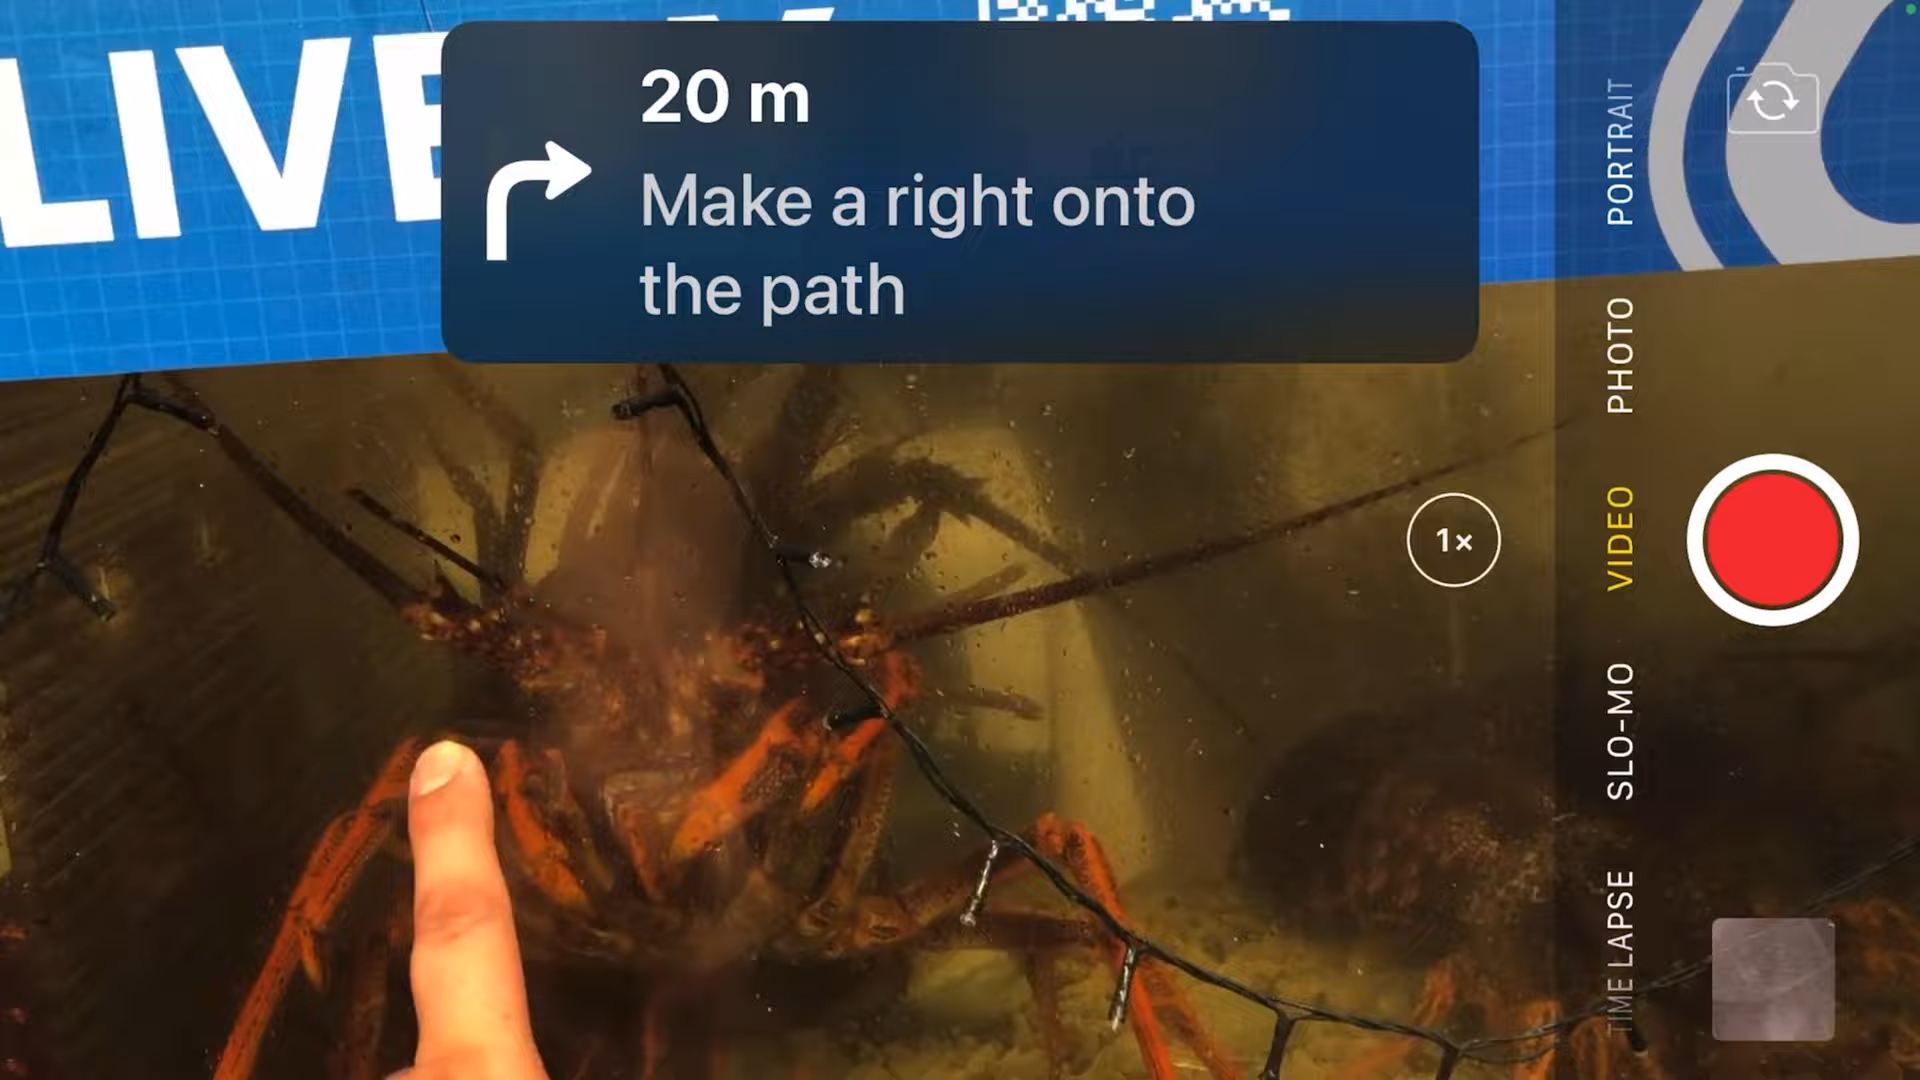 LIVE
20 m
Make a right onto
the path
PORTRAIT
PHOTO
1×
VIDEO
SLO-MO
TIME LAPSE